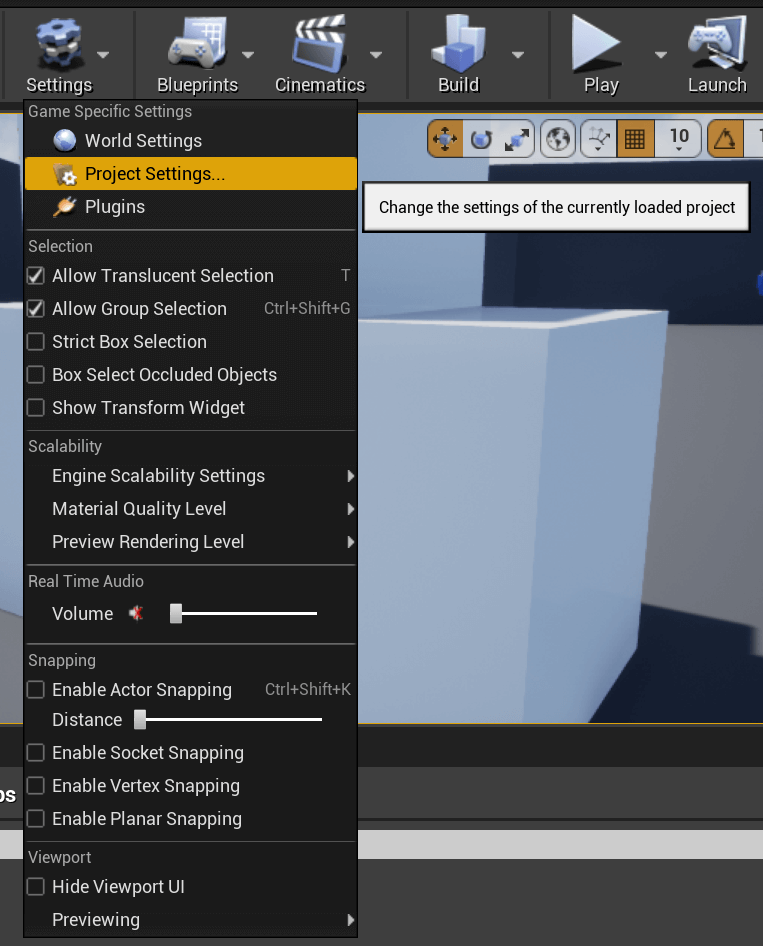 Settings
Blueprints
Cinematics
Build
Play
Launch
Game Specific Settings
World Settings
Project Settings...
Plugins
10
Change the settings of the currently loaded project
Selection
Allow Translucent Selection T
Allow Group Selection Ctrl+Shift+G
Strict Box Selection
Box Select Occluded Objects
Show Transform Widget
Scalability
Engine Scalability Settings
Material Quality Level
Preview Rendering Level
Real Time Audio
Volume
Snapping
Enable Actor Snapping Ctrl+Shift+K
Distance
Enable Socket Snapping
Enable Vertex Snapping
Enable Planar Snapping
Viewport
Hide Viewport UI
Previewing